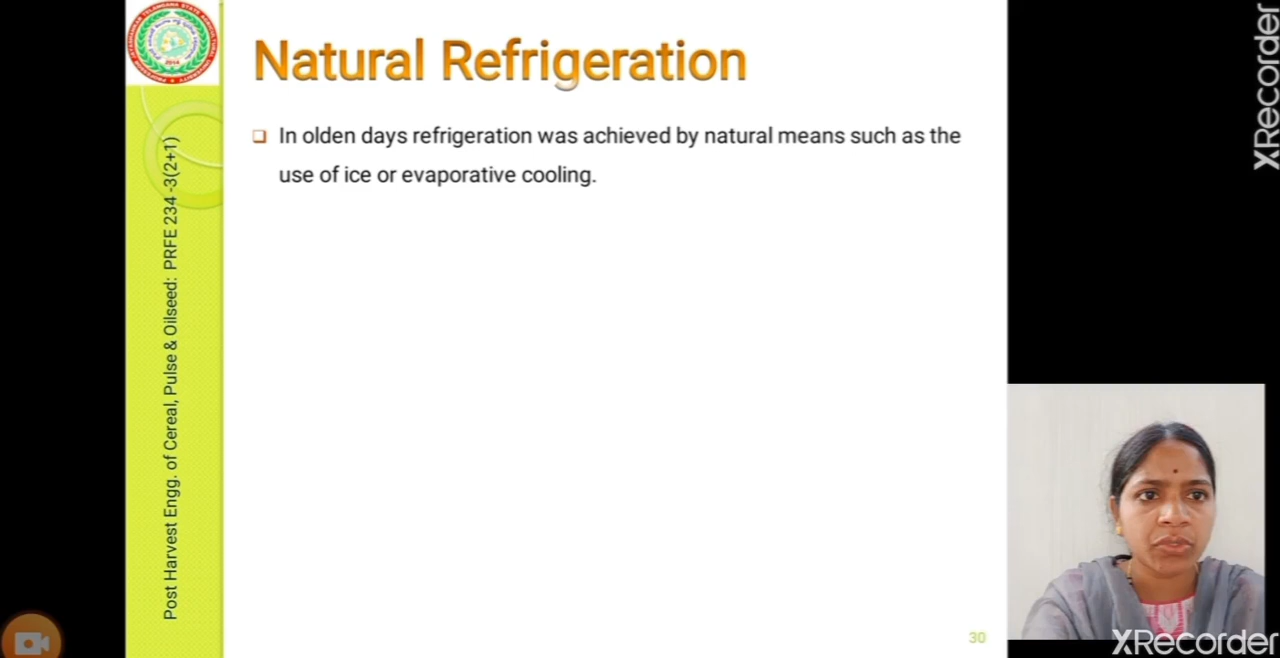 Natural Refrigeration
In olden days refrigeration was achieved by natural means such as the
use of ice or evaporative cooling.
Post Harvest Engg. of Cereal, Pulse & Oilseed: PRFE 234 -3(2+1)
30
2014
XRecorder
XRecorder